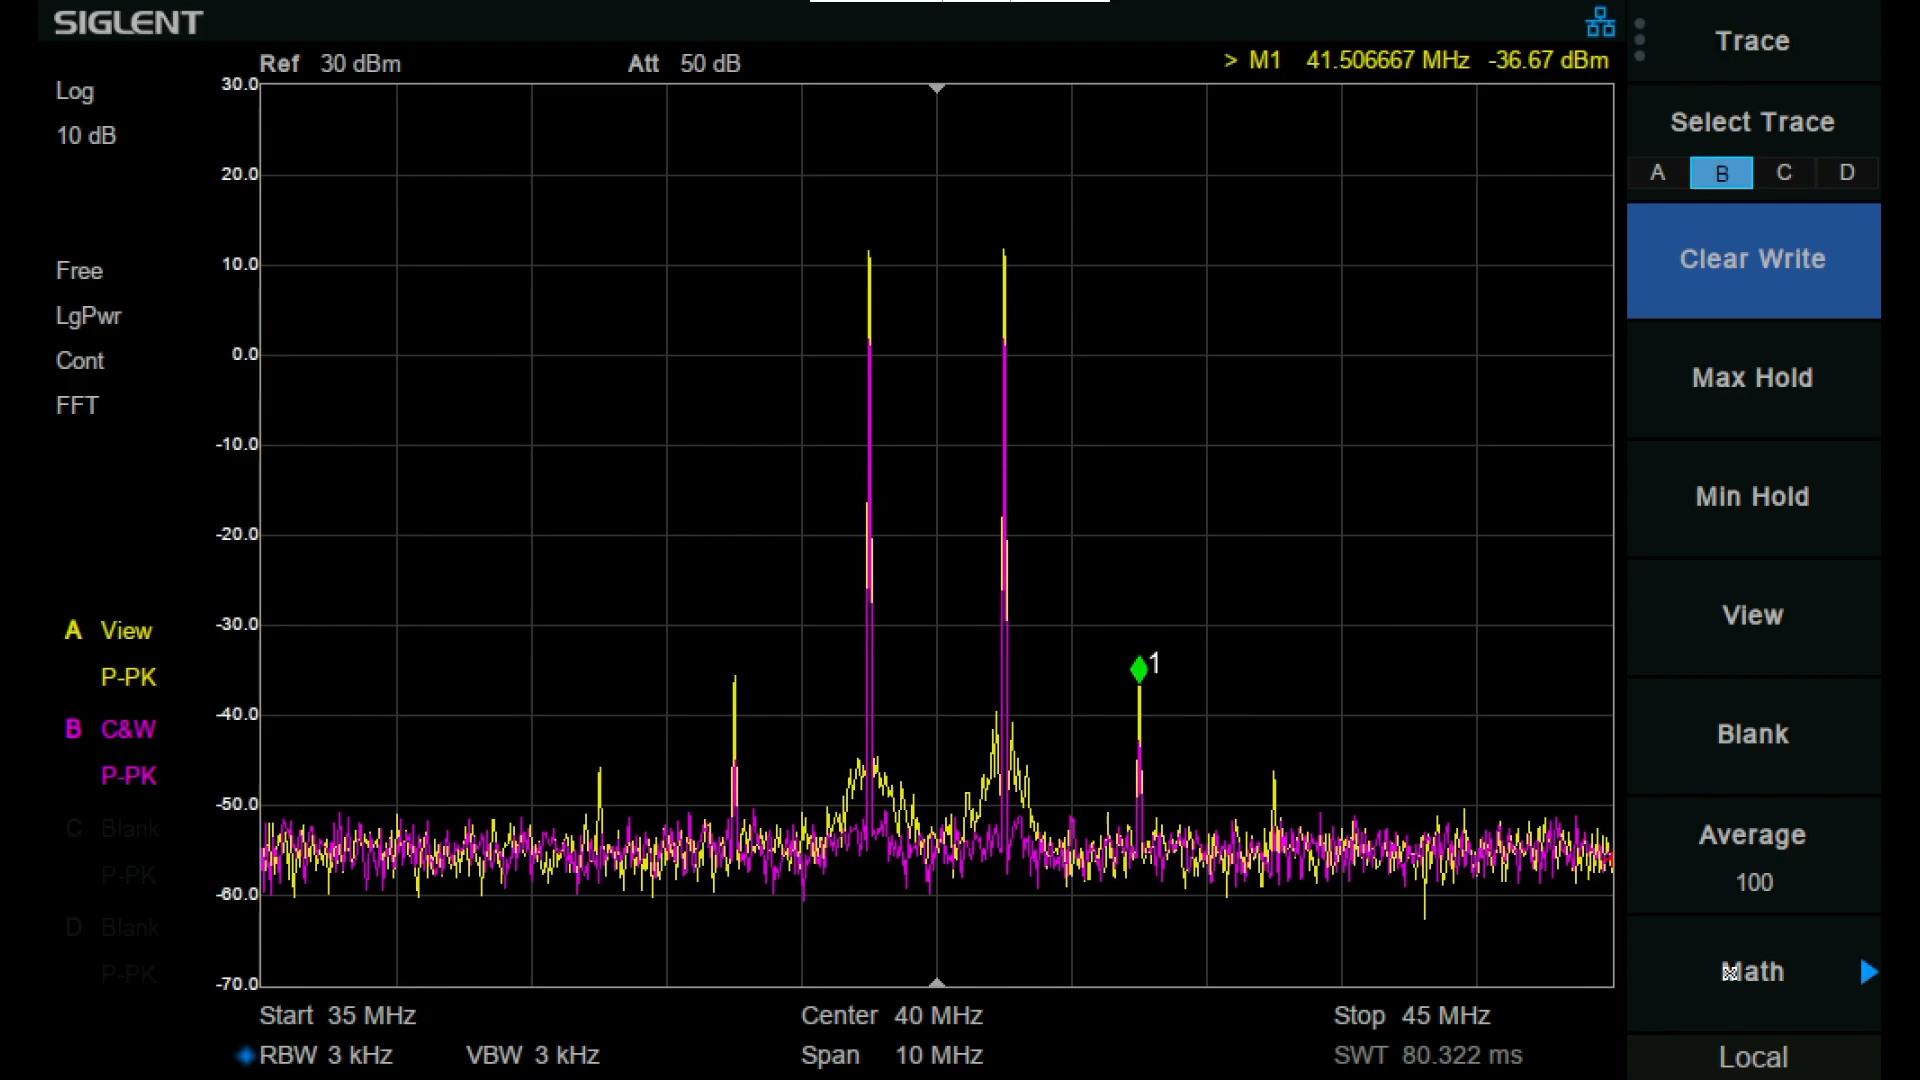 SIGLENT
Ref 30 dBm Att 50 dB > M1 41.506667 MHz -36.67 dBm
Log
10 dB
Free
LgPwr
Cont
FFT
A View
P-PK
B C&W
P-PK
C Blank
P-PK
D Blank
P-PK
30.0
20.0
10.0
0.0
-10.0
-20.0
-30.0
-40.0
-50.0
-60.0
-70.0
1
Start 35 MHz Center 40 MHz Stop 45 MHz
RBW 3 kHz VBW 3 kHz Span 10 MHz SWT 80.322 ms
Trace
Select Trace
A B C D
Clear Write
Max Hold
Min Hold
View
Blank
Average
100
Math
Local